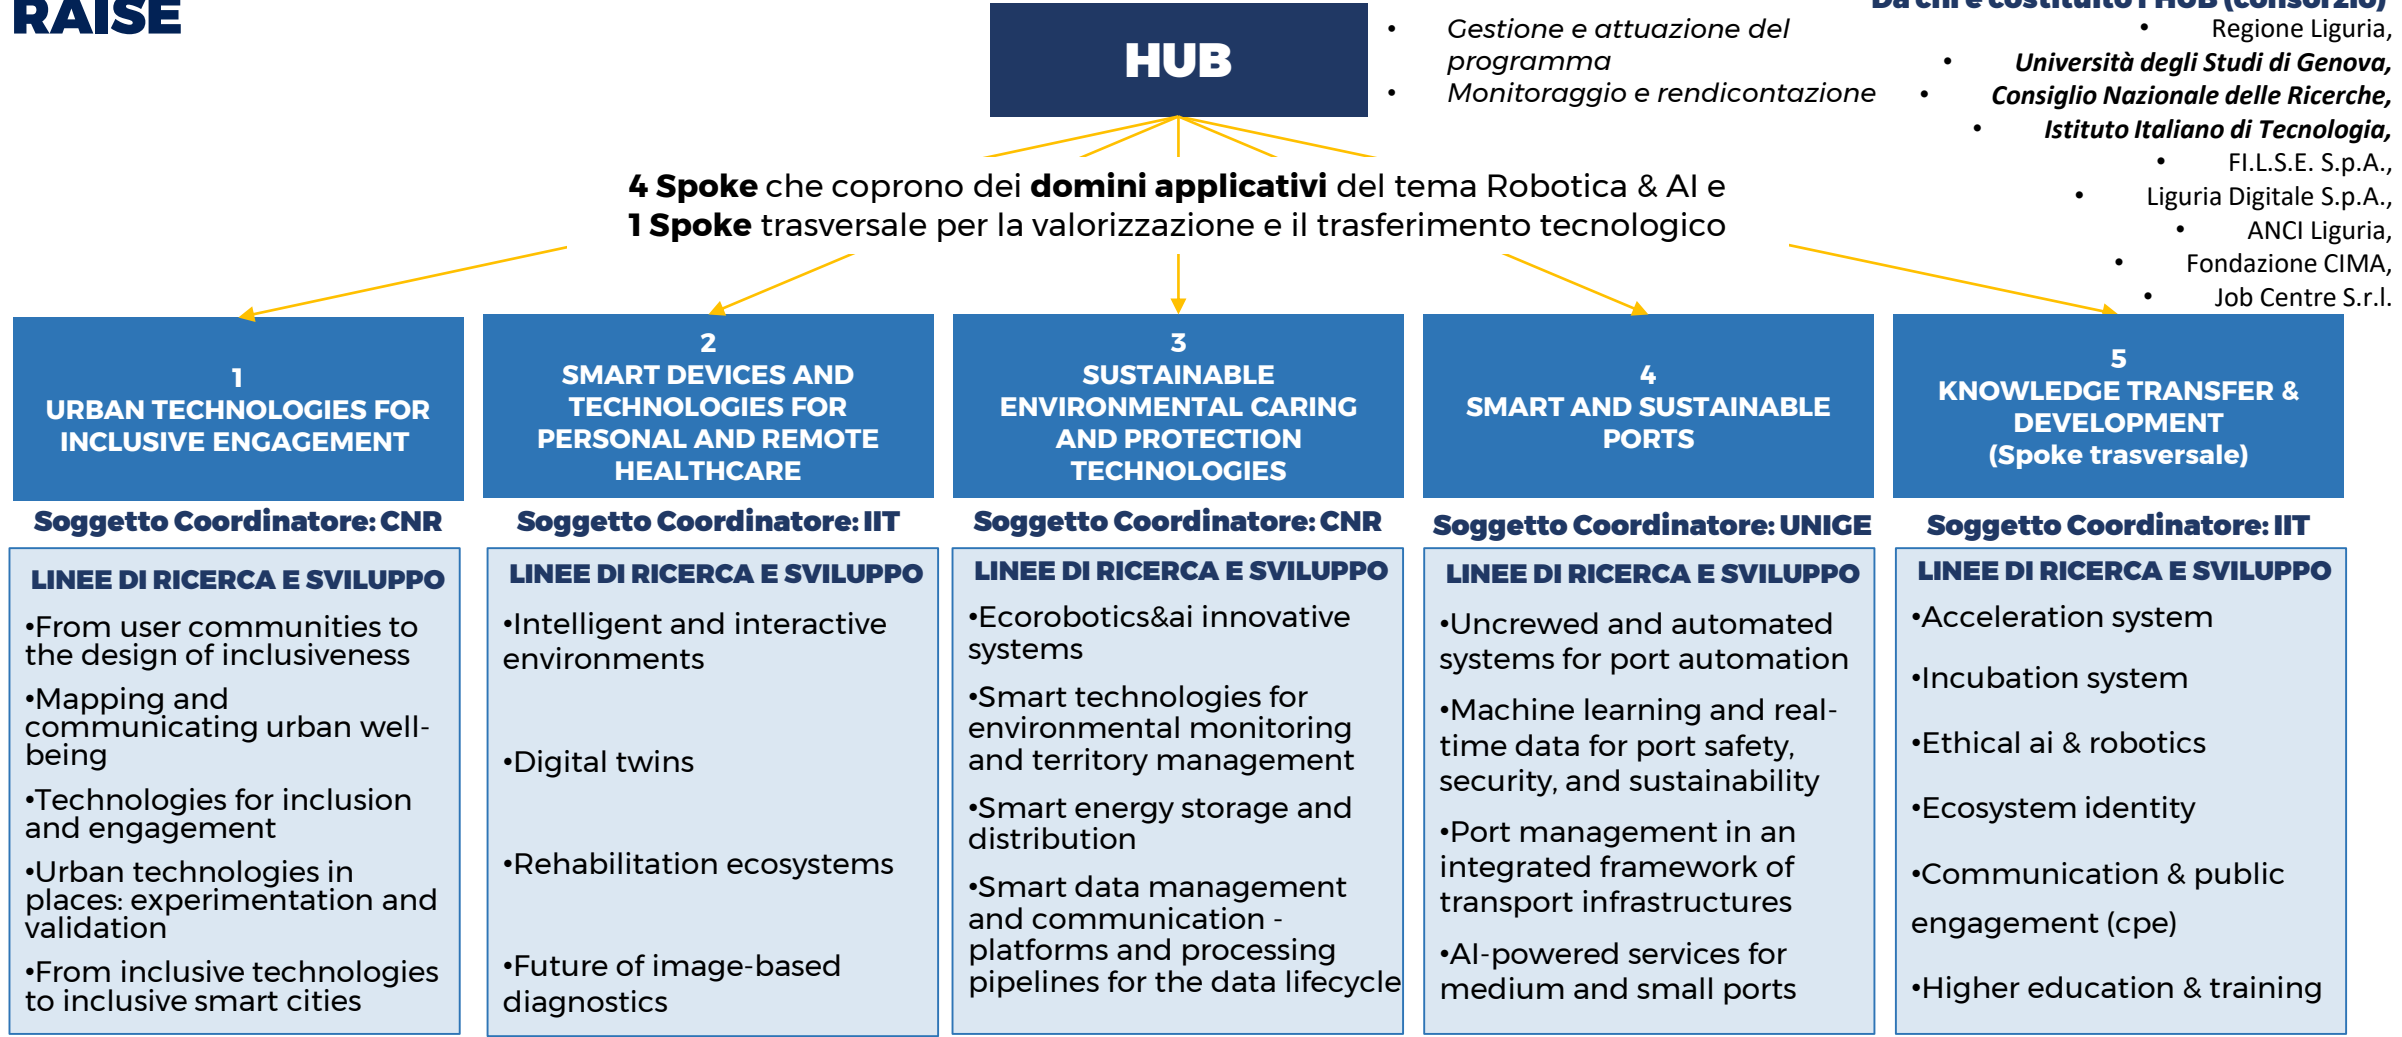 RAISE
HUB
• Gestione e attuazione del
programma
• Monitoraggio e rendicontazione
Da chi è costituito l'HUB (consorzio)
• Regione Liguria,
• Università degli Studi di Genova,
• Consiglio Nazionale delle Ricerche,
• Istituto Italiano di Tecnologia,
• FI.L.S.E. S.p.A.,
• Liguria Digitale S.p.A.,
• ANCI Liguria,
• Fondazione CIMA,
• Job Centre S.r.l.
4 Spoke che coprono dei domini applicativi del tema Robotica & AI e
1 Spoke trasversale per la valorizzazione e il trasferimento tecnologico
1
URBAN TECHNOLOGIES FOR
INCLUSIVE ENGAGEMENT
Soggetto Coordinatore: CNR
LINEE DI RICERCA E SVILUPPO
•From user communities to
the design of inclusiveness
•Mapping and
communicating urban well-
being
•Technologies for inclusion
and engagement
•Urban technologies in
places: experimentation and
validation
•From inclusive technologies
to inclusive smart cities
2
SMART DEVICES AND
TECHNOLOGIES FOR
PERSONAL AND REMOTE
HEALTHCARE
Soggetto Coordinatore: IIT
LINEE DI RICERCA E SVILUPPO
•Intelligent and interactive
environments
•Digital twins
•Rehabilitation ecosystems
•Future of image-based
diagnostics
3
SUSTAINABLE
ENVIRONMENTAL CARING
AND PROTECTION
TECHNOLOGIES
Soggetto Coordinatore: CNR
LINEE DI RICERCA E SVILUPPO
•Ecorobotics&ai innovative
systems
•Smart technologies for
environmental monitoring
and territory management
•Smart energy storage and
distribution
•Smart data management
and communication -
platforms and processing
pipelines for the data lifecycle
4
SMART AND SUSTAINABLE
PORTS
Soggetto Coordinatore: UNIGE
LINEE DI RICERCA E SVILUPPO
•Uncrewed and automated
systems for port automation
•Machine learning and real-
time data for port safety,
security, and sustainability
•Port management in an
integrated framework of
transport infrastructures
•AI-powered services for
medium and small ports
5
KNOWLEDGE TRANSFER &
DEVELOPMENT
(Spoke trasversale)
Soggetto Coordinatore: IIT
LINEE DI RICERCA E SVILUPPO
•Acceleration system
•Incubation system
•Ethical ai & robotics
•Ecosystem identity
•Communication & public
engagement (cpe)
•Higher education & training